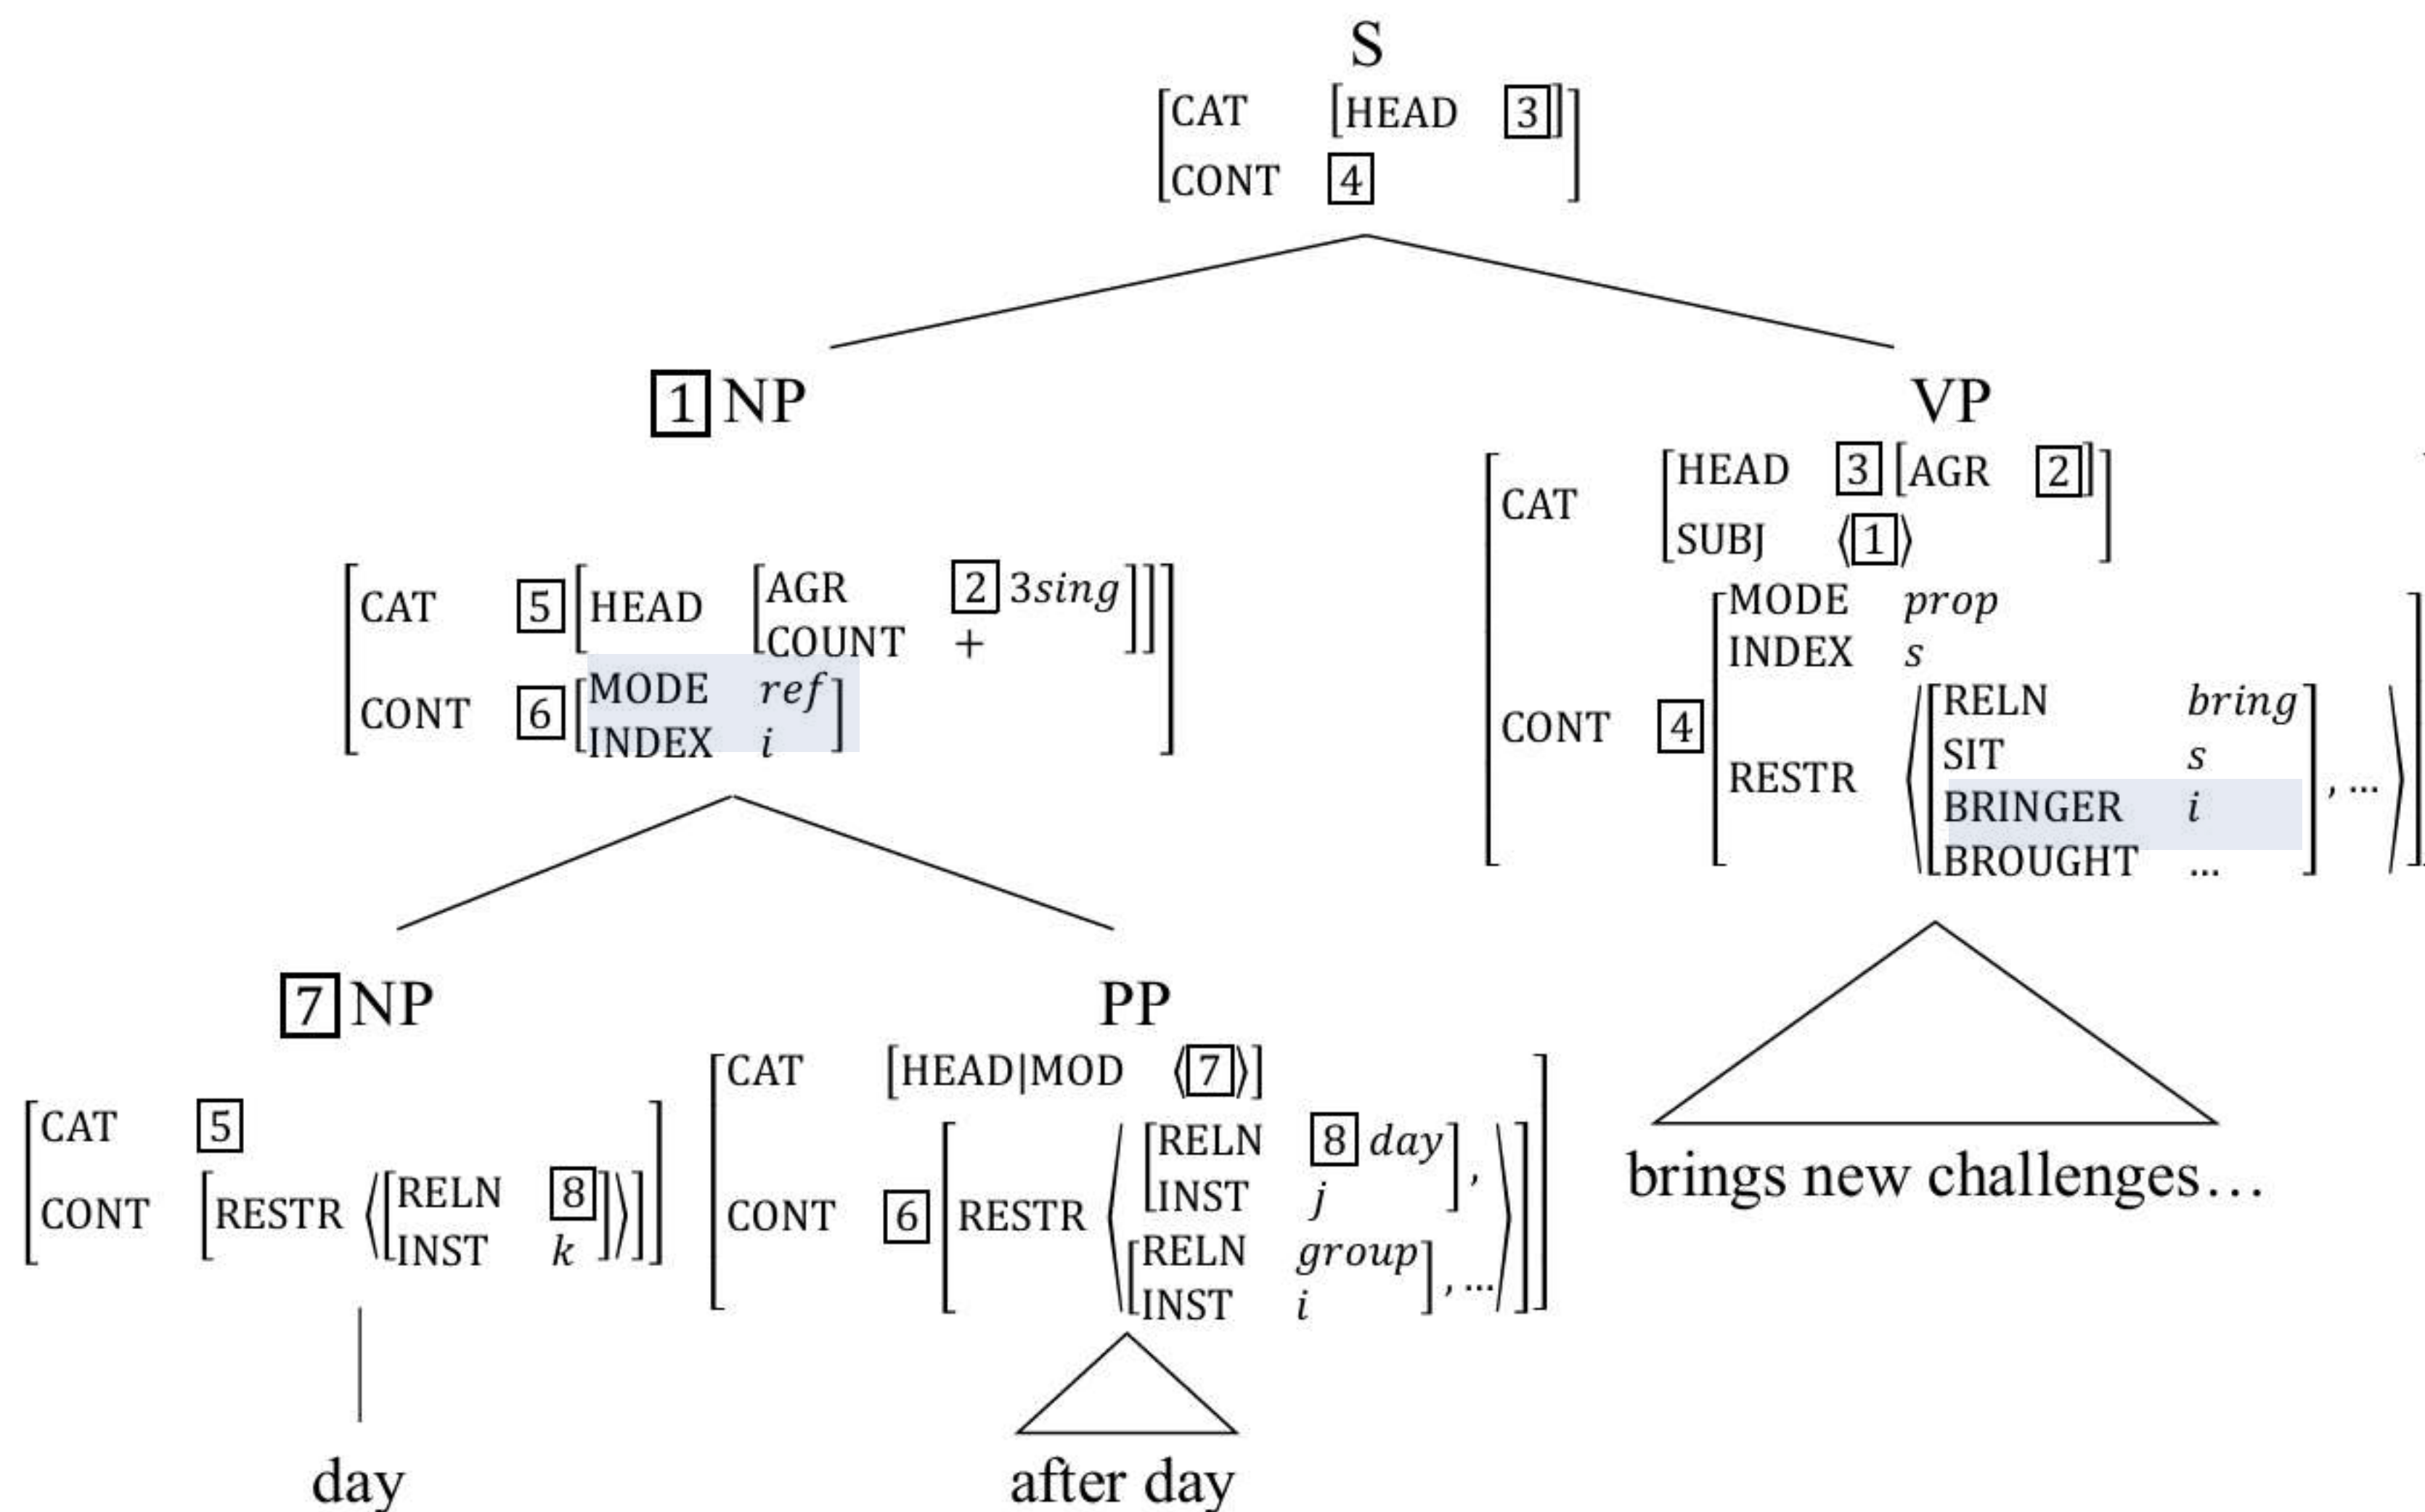 S
CAT [HEAD 3]
CONT 4
1 NP
VP
CAT 5 [HEAD [AGR 2 3sing
COUNT +]]
CONT 6 [MODE ref
INDEX i]
CAT [HEAD 3 [AGR 2]
SUBJ ⟨1⟩]
CONT 4 [MODE prop
INDEX s
RESTR ⟨[RELN bring
SIT s
BRINGER i
BROUGHT ...], ...⟩]
7 NP
PP
CAT 5
CONT [RESTR ⟨[RELN 8
INST k]⟩]
CAT [HEAD|MOD ⟨7⟩]
CONT 6 [RESTR ⟨[RELN 8 day
INST j],
[RELN group
INST i], ...⟩]
day
after day
brings new challenges…